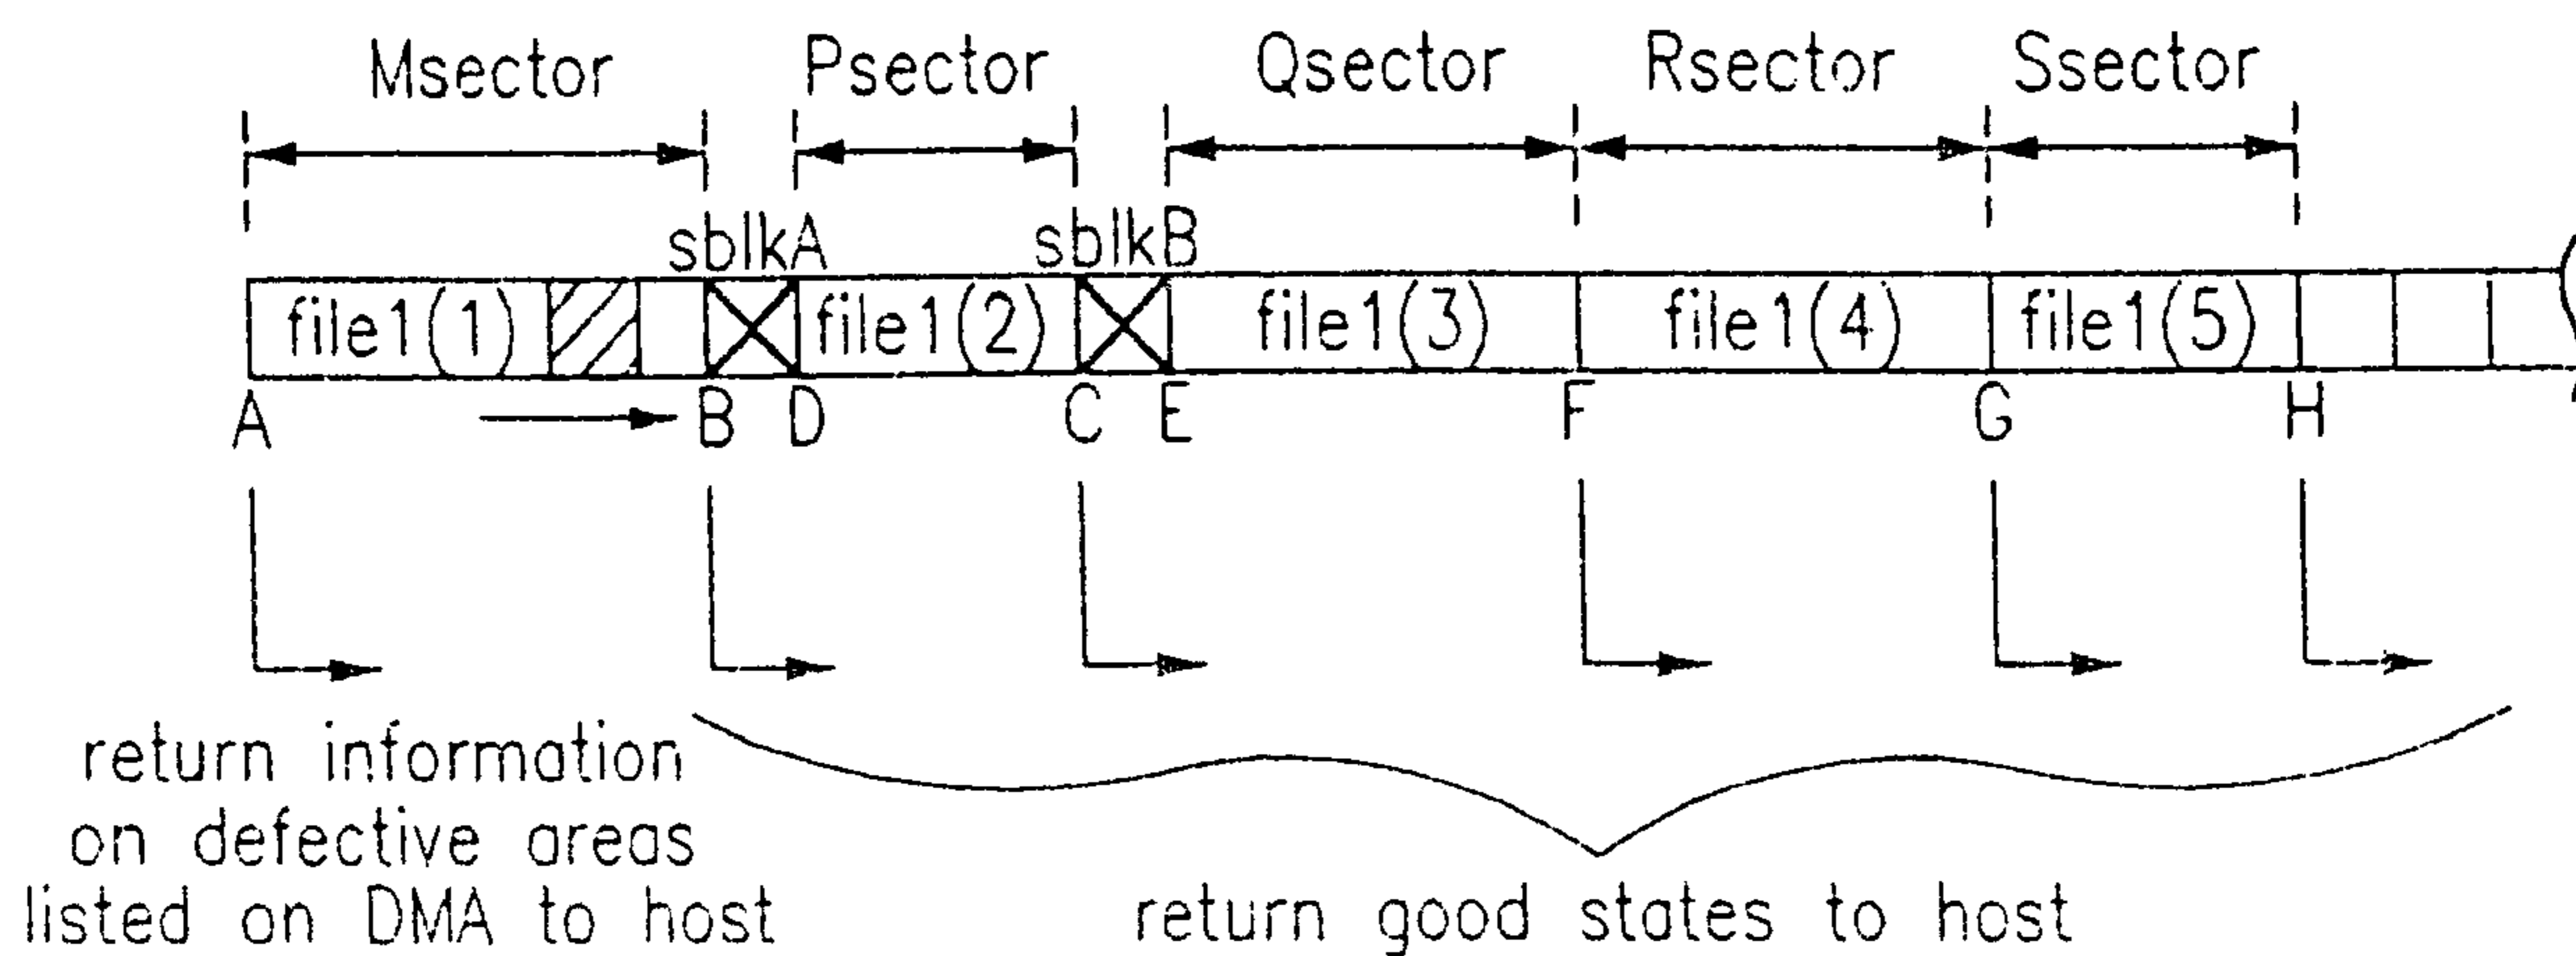 Msector Psector Qsector Rsector Ssector
sblkA sblkB
file1(1) file1(2) file1(3) file1(4) file1(5)
A B D C E F G H
return information
on defective areas
listed on DMA to host
return good states to host